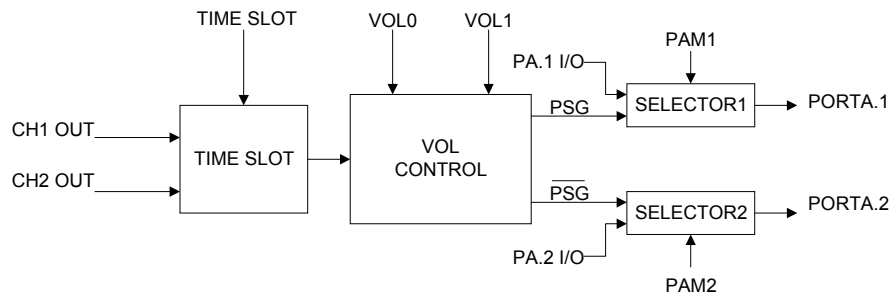 TIME SLOT
VOL0
VOL1
PAM1
PA.1 I/O
PSG
SELECTOR1
PORTA.1
CH1 OUT
CH2 OUT
TIME SLOT
VOL
CONTROL
PSG
SELECTOR2
PORTA.2
PA.2 I/O
PAM2